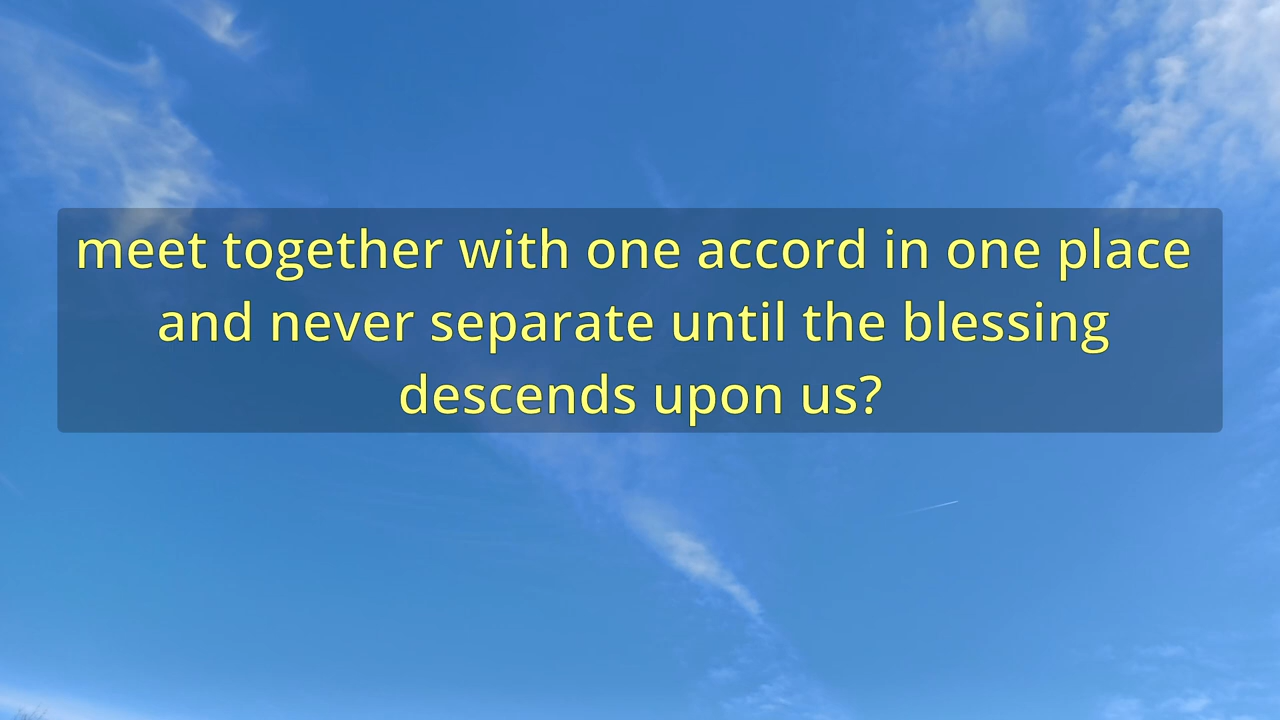 meet together with one accord in one place
and never separate until the blessing
descends upon us?